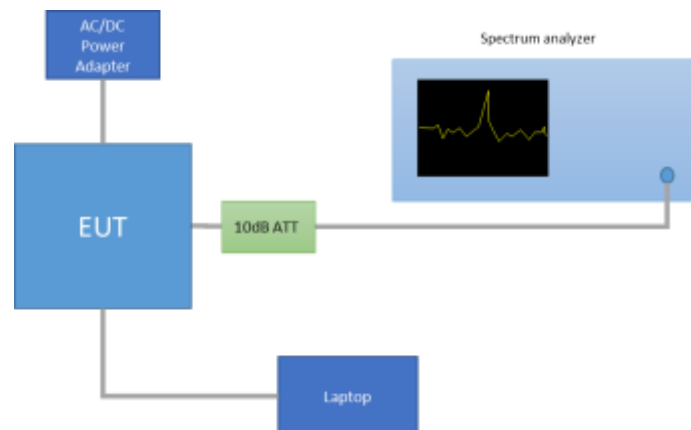 AC/DC
Power
Adapter
Spectrum analyzer
EUT
10dB ATT
Laptop